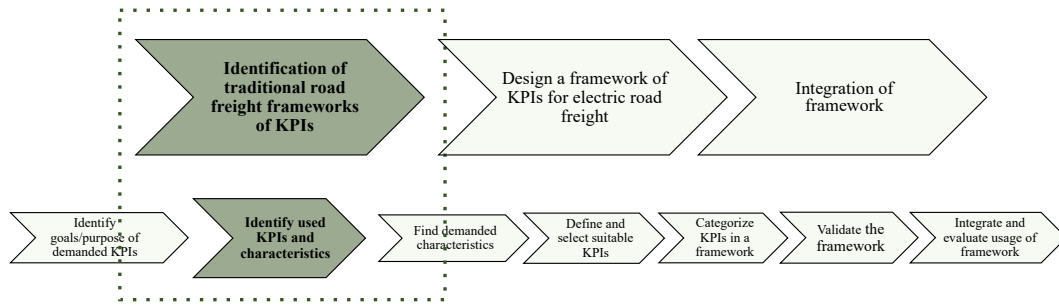 Identification of
traditional road
freight frameworks
of KPIs
Design a framework of
KPIs for electric road
freight
Integration of
framework
Identify
goals/purpose of
demanded KPIs
Identify used
KPIs and
characteristics
Find demanded
characteristics
Define and
select suitable
KPIs
Categorize
KPIs in a
framework
Validate the
framework
Integrate and
evaluate usage of
framework